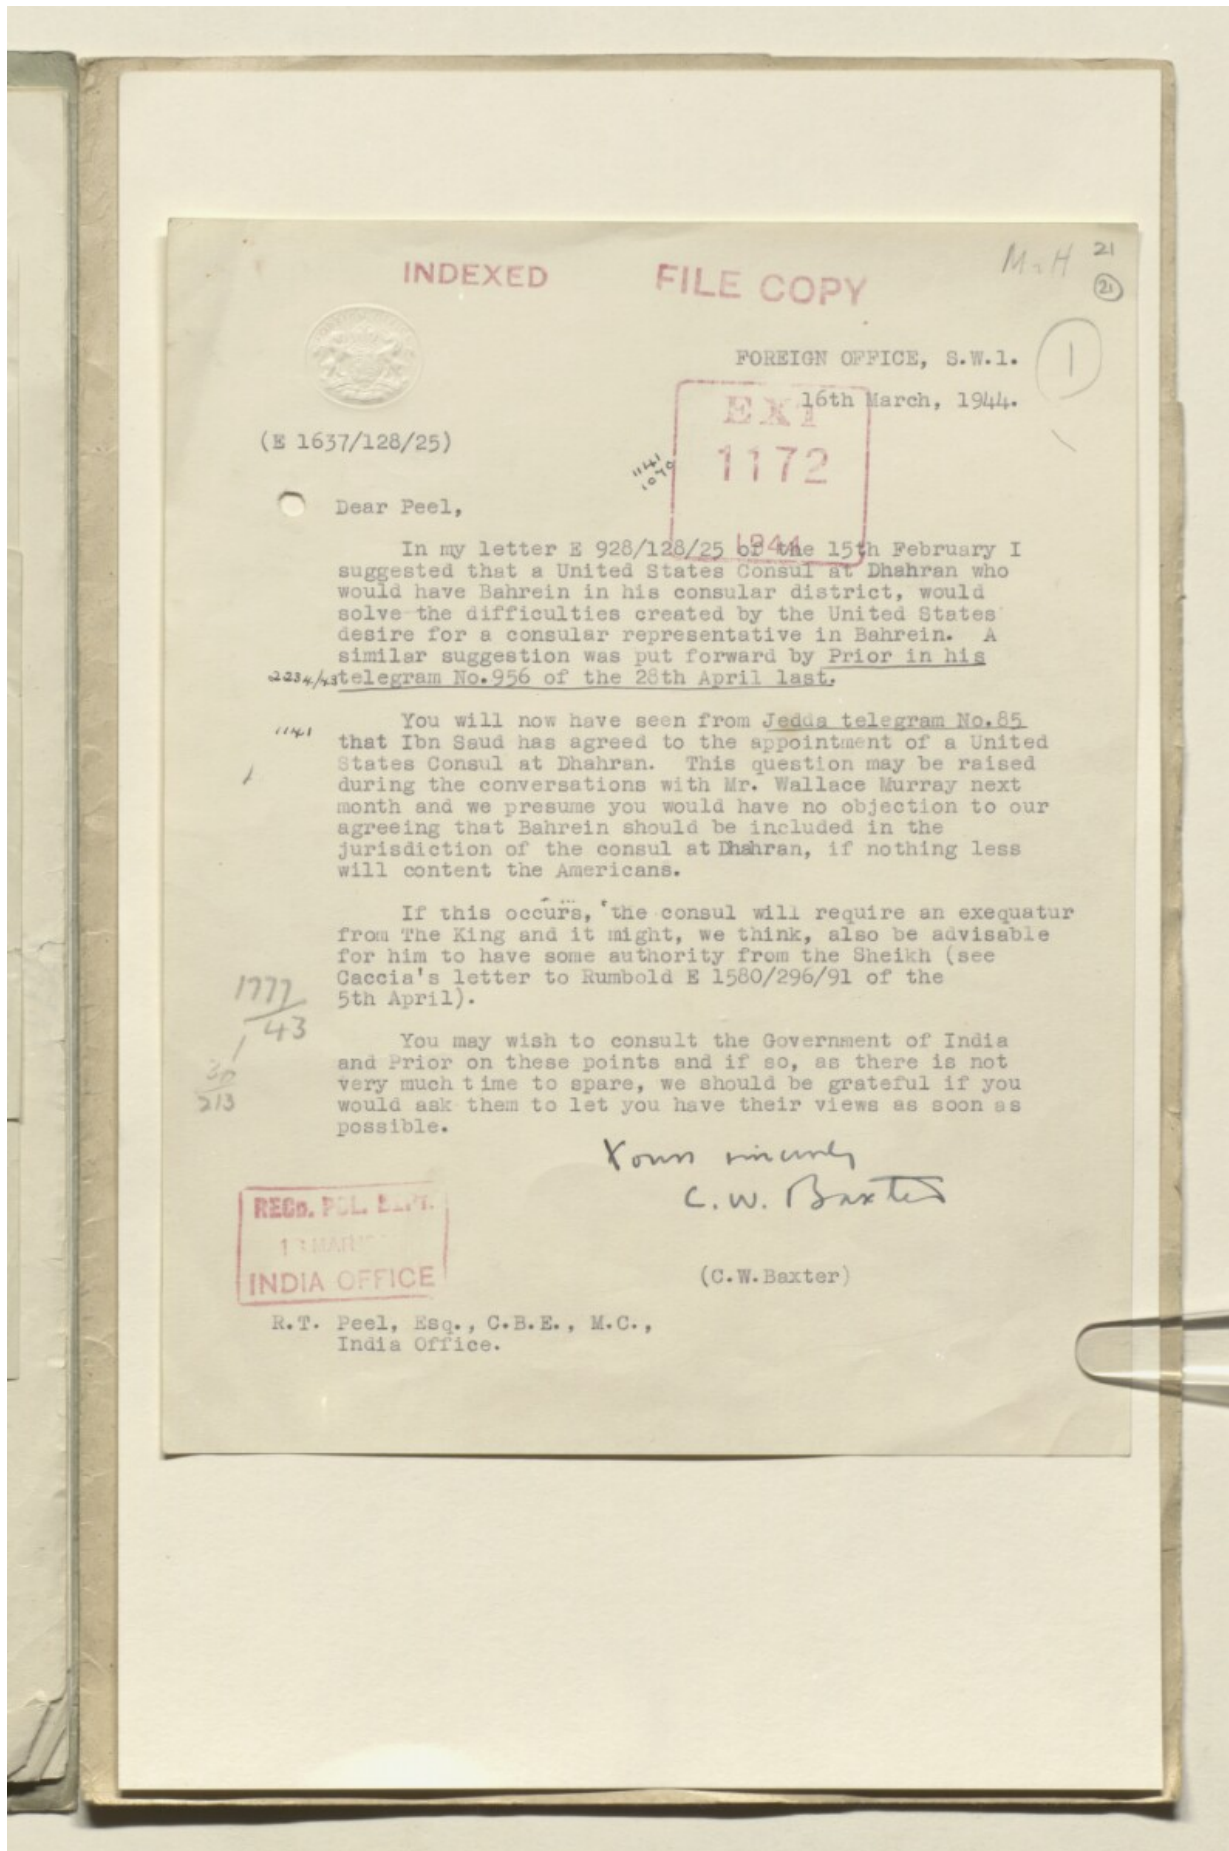 INDEXED
FILE COPY
21
21
1
FOREIGN OFFICE, S.W.1.
16th March, 1944.
EXT
1172
1944
(E 1637/128/25)
1141
1070
Dear Peel,
In my letter E 928/128/25 of the 15th February I
suggested that a United States Consul at Dhahran who
would have Bahrein in his consular district, would
solve the difficulties created by the United States
desire for a consular representative in Bahrein. A
similar suggestion was put forward by Prior in his
2234/43 telegram No.956 of the 28th April last.
You will now have seen from Jedda telegram No.85
1141
that Ibn Saud has agreed to the appointment of a United
States Consul at Dhahran. This question may be raised
during the conversations with Mr. Wallace Murray next
month and we presume you would have no objection to our
agreeing that Bahrein should be included in the
jurisdiction of the consul at Dhahran, if nothing less
will content the Americans.
If this occurs, the consul will require an exequatur
from The King and it might, we think, also be advisable
for him to have some authority from the Sheikh (see
Caccia's letter to Rumbold E 1580/296/91 of the
5th April).
1777/43
You may wish to consult the Government of India
and Prior on these points and if so, as there is not
very much time to spare, we should be grateful if you
would ask them to let you have their views as soon as
possible.
Yours sincerely
C. W. Baxter
REGD. POL. DEPT.
INDIA OFFICE
(C.W.Baxter)
R.T. Peel, Esq., C.B.E., M.C.,
India Office.